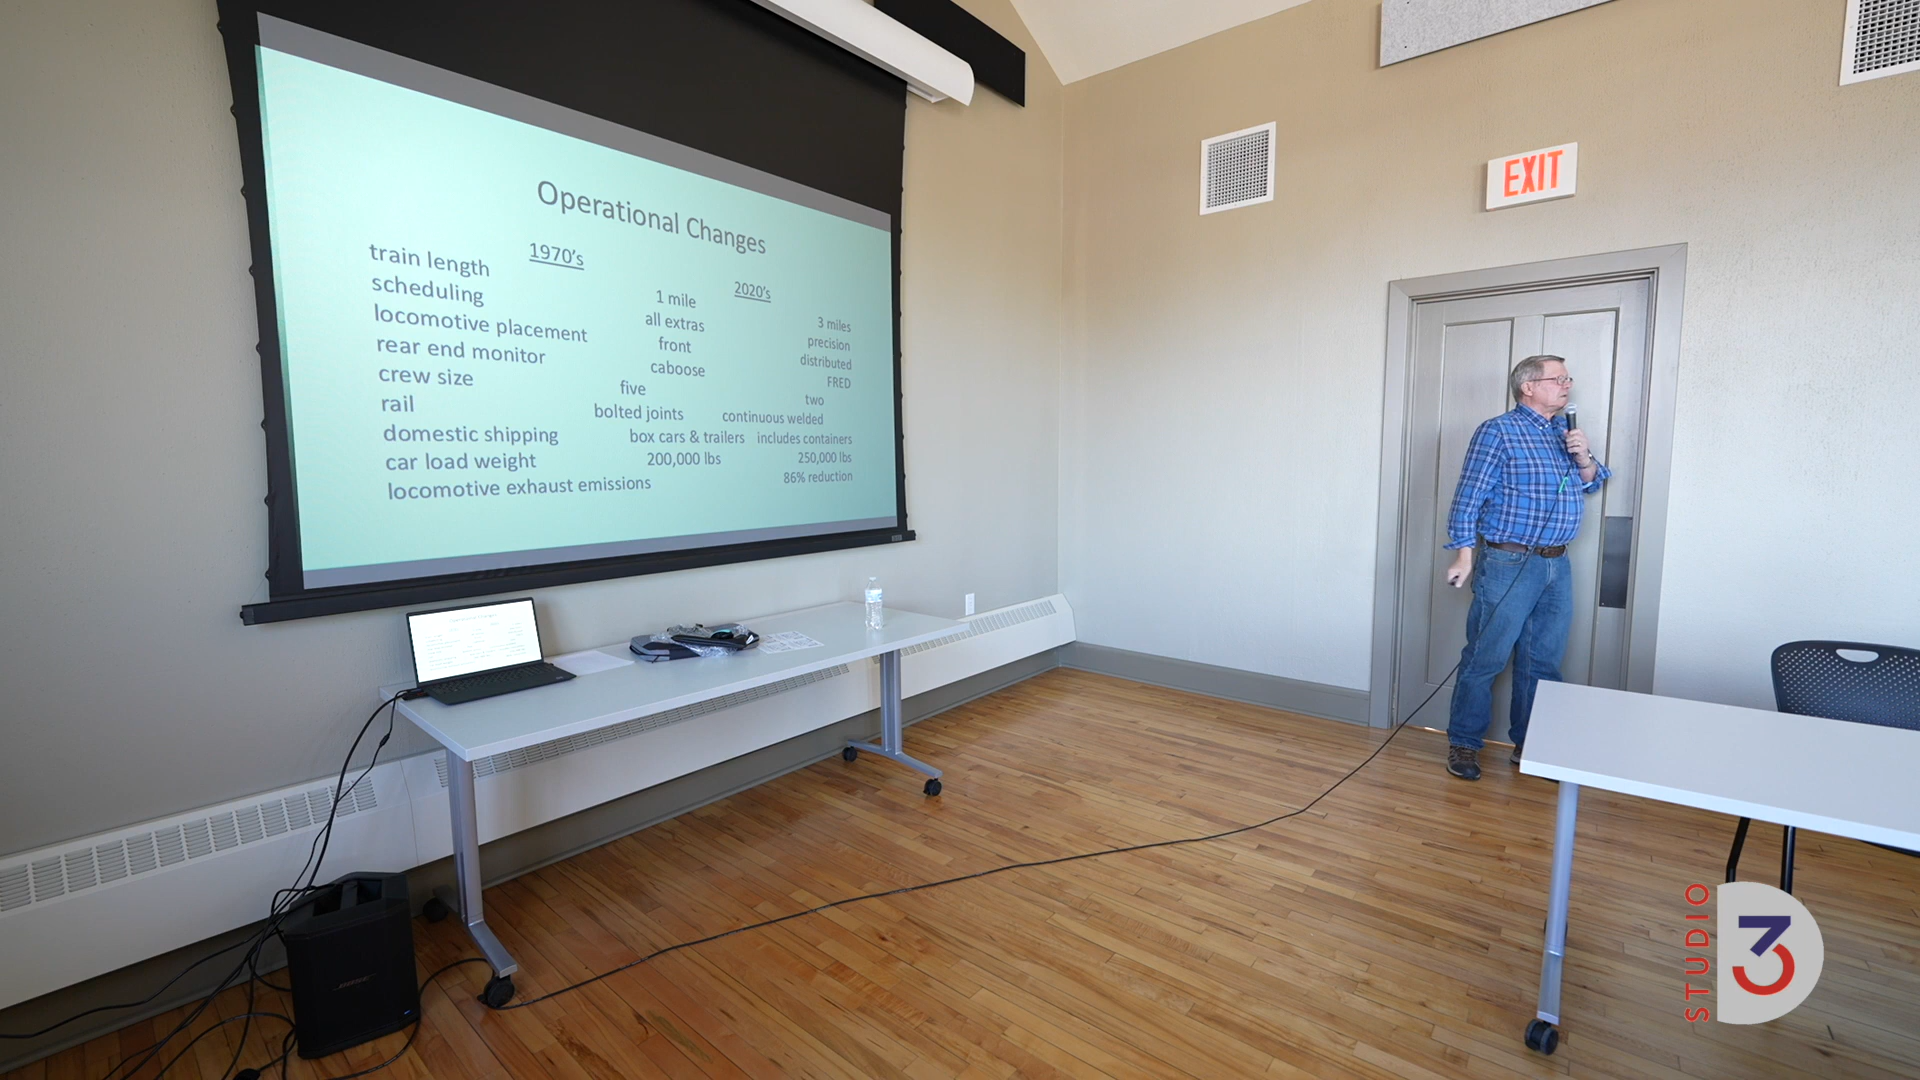 Operational Changes
1970's 2020's
train length 1 mile 3 miles
scheduling all extras precision
locomotive placement front distributed
rear end monitor caboose FRED
crew size five two
rail bolted joints continuous welded
domestic shipping box cars & trailers includes containers
car load weight 200,000 lbs 250,000 lbs
locomotive exhaust emissions 86% reduction
EXIT
BOSE
STUDIO
3